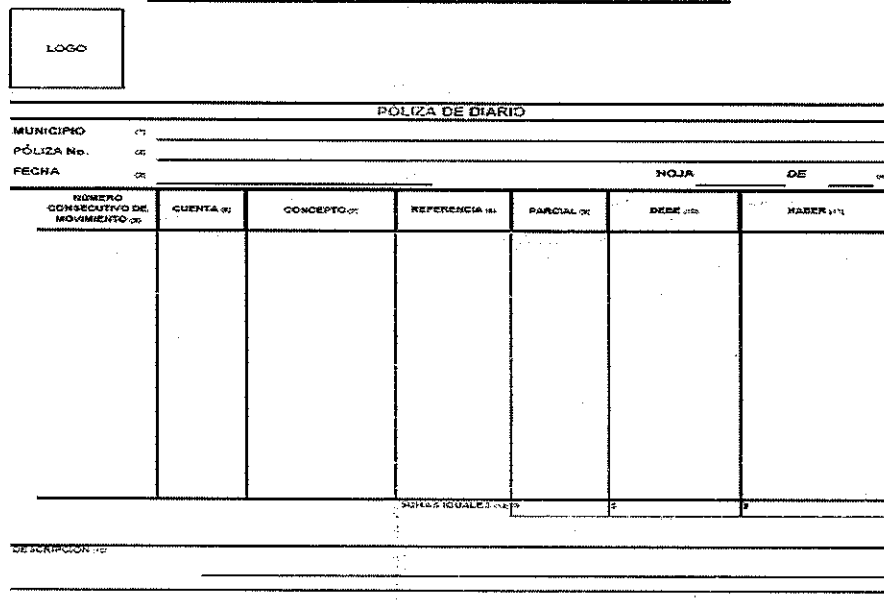 LOGO
PÓLIZA DE DIARIO
MUNICIPIO
PÓLIZA No.
FECHA HOJA DE
NÚMERO CONSECUTIVO DE MOVIMIENTO CUENTA CONCEPTO REFERENCIA PARCIAL DEBE HABER
SUMAS IGUALES $ $
DESCRIPCIÓN